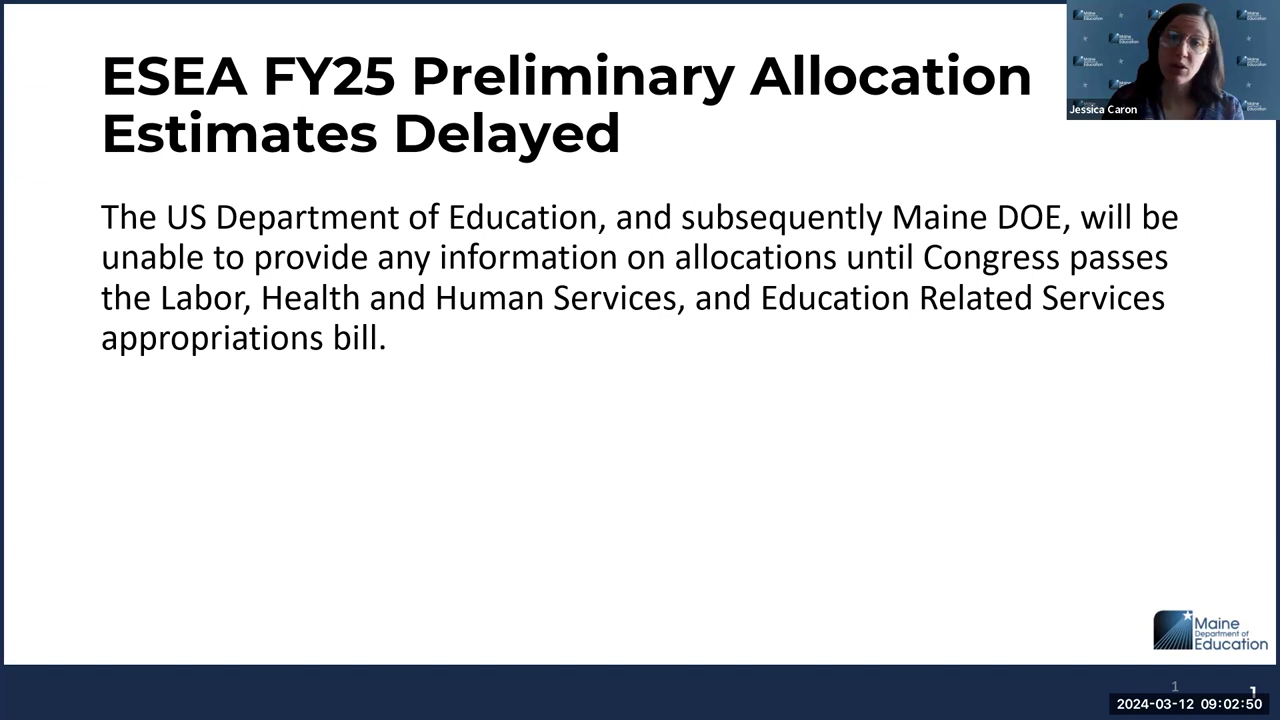 ESEA FY25 Preliminary Allocation
Estimates Delayed
Jessica Caron
The US Department of Education, and subsequently Maine DOE, will be
unable to provide any information on allocations until Congress passes
the Labor, Health and Human Services, and Education Related Services
appropriations bill.
Maine
Department of
Education
1
1
2024-03-12 09:02:50